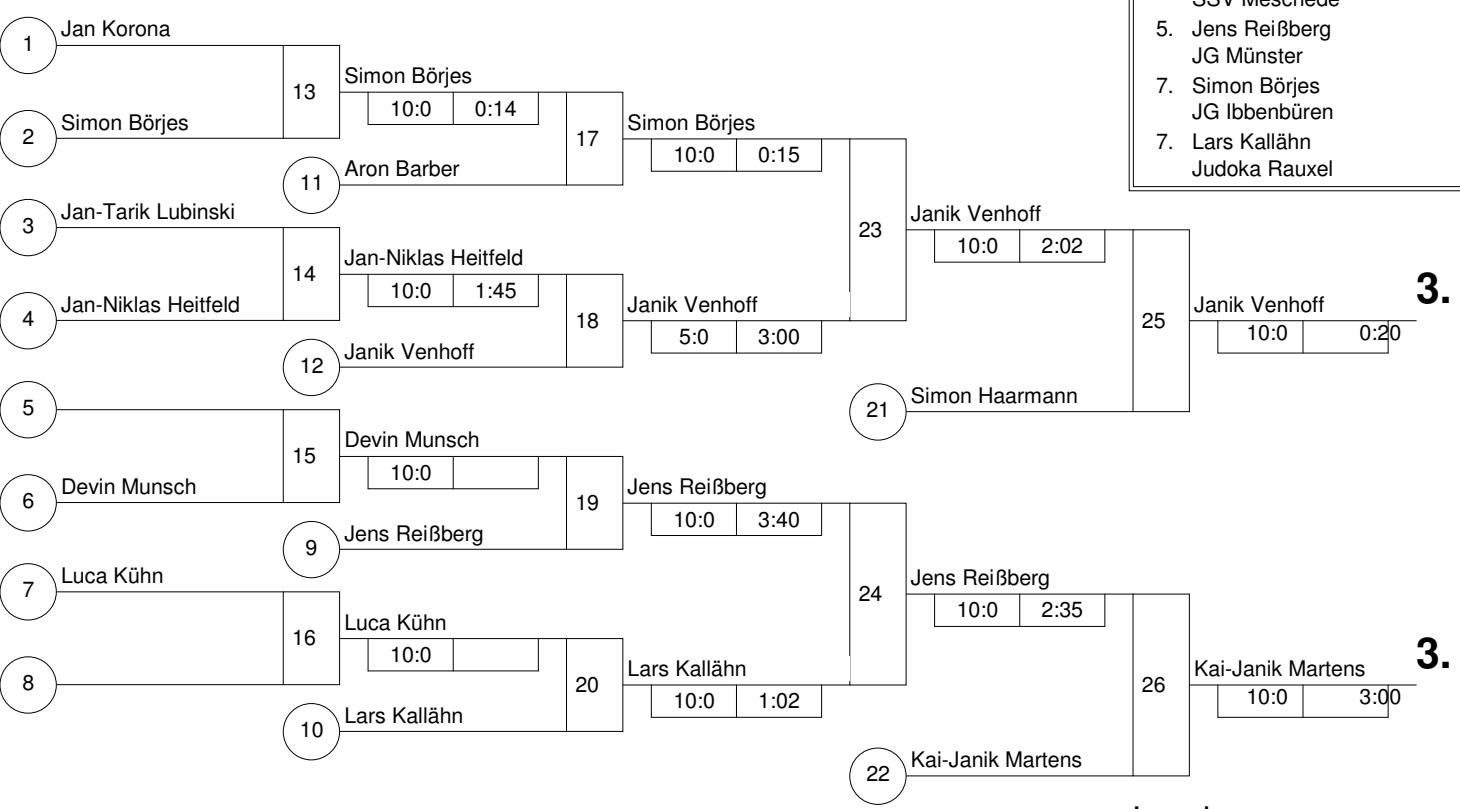 SSV Meschede
5. Jens Reißberg
JG Münster
7. Simon Börjes
JG Ibbenbüren
7. Lars Kallähn
Judoka Rauxel
1 Jan Korona
13
Simon Börjes
10:0 0:14
2 Simon Börjes
17
Simon Börjes
10:0 0:15
11 Aron Barber
3 Jan-Tarik Lubinski
23
Janik Venhoff
10:0 2:02
14
Jan-Niklas Heitfeld
10:0 1:45
4 Jan-Niklas Heitfeld
18
Janik Venhoff
5:0 3:00
12 Janik Venhoff
25
Janik Venhoff
10:0 0:20
3.
21 Simon Haarmann
5
15
Devin Munsch
10:0
6 Devin Munsch
19
Jens Reißberg
10:0 3:40
9 Jens Reißberg
7 Luca Kühn
24
Jens Reißberg
10:0 2:35
16
Luca Kühn
10:0
8
20
Lars Kallähn
10:0 1:02
10 Lars Kallähn
26
Kai-Janik Martens
10:0 3:00
3.
22 Kai-Janik Martens